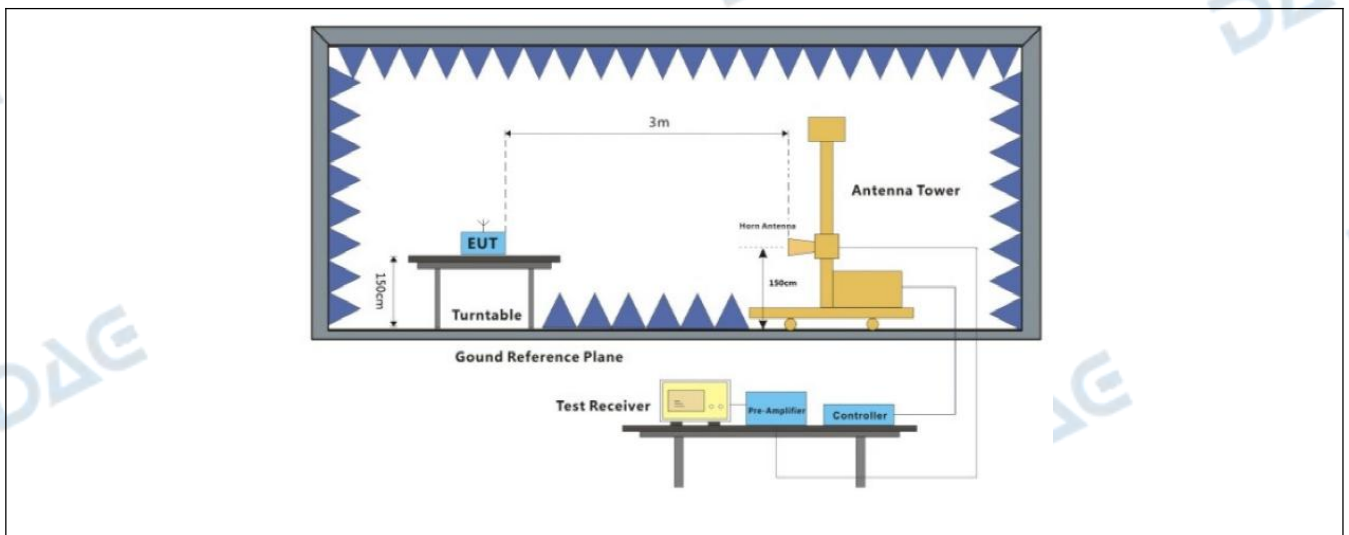 DAE
3m
Antenna Tower
Horn Antenna
EUT
150cm
150cm
Turntable
Gound Reference Plane
DAE
Test Receiver
Pre-Amplifier
Controller